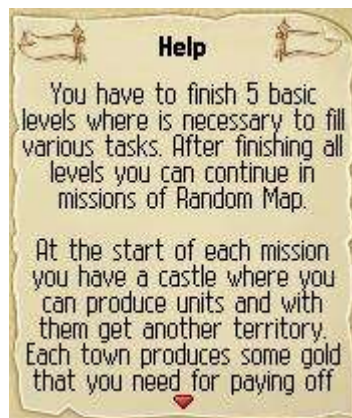 Help
You have to finish 5 basic
levels where is necessary to fill
various tasks. After finishing all
levels you can continue in
missions of Random Map.
At the start of each mission
you have a castle where you
can produce units and with
them get another territory.
Each town produces some gold
that you need for paying off